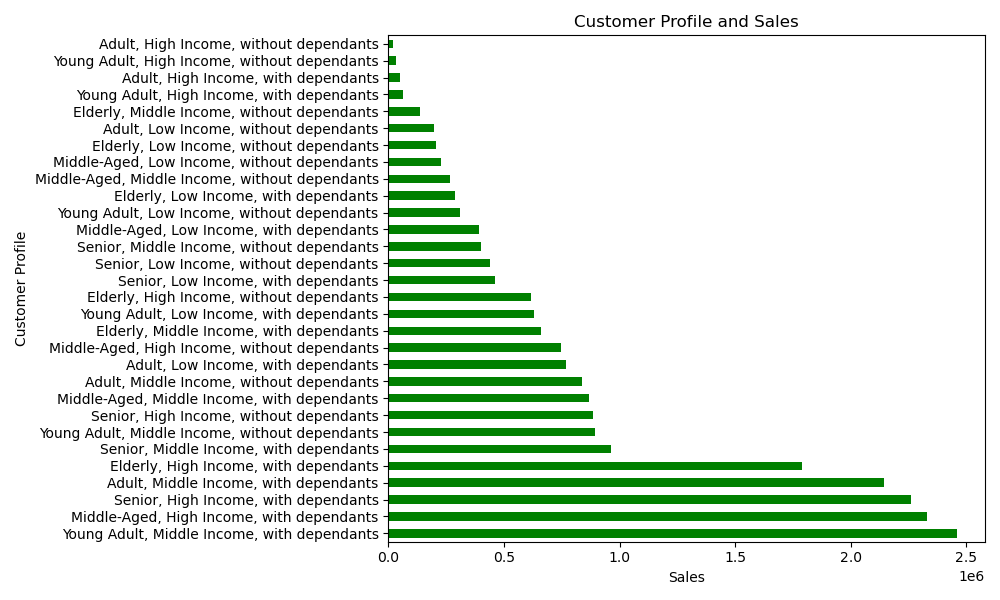 Customer Profile and Sales
Adult, High Income, without dependants
Young Adult, High Income, without dependants
Adult, High Income, with dependants
Young Adult, High Income, with dependants
Elderly, Middle Income, without dependants
Adult, Low Income, without dependants
Elderly, Low Income, without dependants
Middle-Aged, Low Income, without dependants
Middle-Aged, Middle Income, without dependants
Elderly, Low Income, with dependants
Young Adult, Low Income, without dependants
Middle-Aged, Low Income, with dependants
Senior, Middle Income, without dependants
Senior, Low Income, without dependants
Senior, Low Income, with dependants
Elderly, High Income, without dependants
Young Adult, Low Income, with dependants
Elderly, Middle Income, with dependants
Middle-Aged, High Income, without dependants
Adult, Low Income, with dependants
Adult, Middle Income, without dependants
Middle-Aged, Middle Income, with dependants
Senior, High Income, without dependants
Young Adult, Middle Income, without dependants
Senior, Middle Income, with dependants
Elderly, High Income, with dependants
Adult, Middle Income, with dependants
Senior, High Income, with dependants
Middle-Aged, High Income, with dependants
Young Adult, Middle Income, with dependants
Customer Profile
0.0 0.5 1.0 1.5 2.0 2.5
1e6
Sales